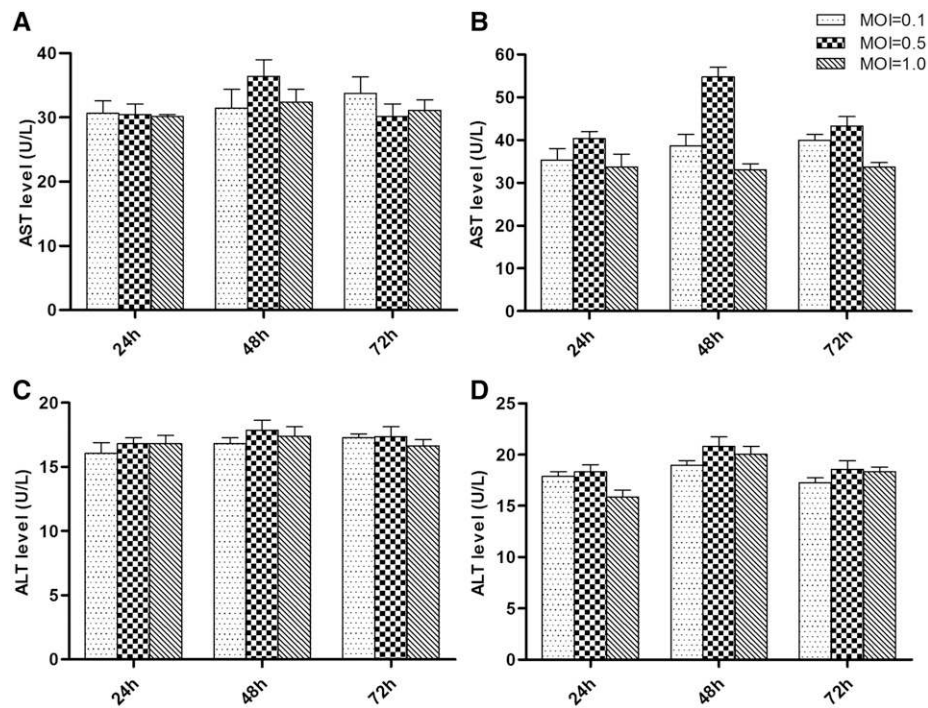 A
AST level (U/L)
40
30
20
10
0
24h
48h
72h
B
MOI=0.1
MOI=0.5
MOI=1.0
AST level (U/L)
60
50
40
30
20
10
0
24h
48h
72h
C
ALT level (U/L)
20
15
10
5
0
24h
48h
72h
D
ALT level (U/L)
25
20
15
10
5
0
24h
48h
72h